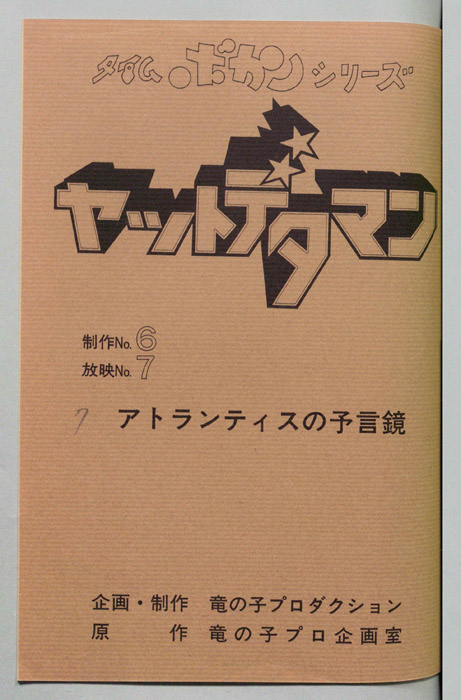 タイムボカンシリーズ
ヤットデタマン
制作No.6
放映No.7
7 アトランティスの予言鏡
企画・制作 竜の子プロダクション
原 作 竜の子プロ企画室